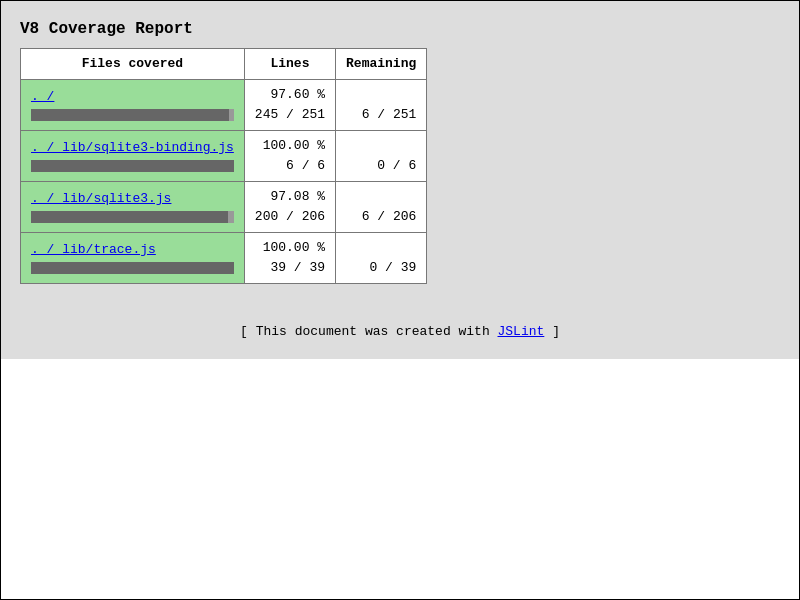 V8 Coverage Report
Files covered Lines Remaining
. /
97.60 %
245 / 251 6 / 251
. / lib/sqlite3-binding.js
100.00 %
6 / 6 0 / 6
. / lib/sqlite3.js
97.08 %
200 / 206 6 / 206
. / lib/trace.js
100.00 %
39 / 39 0 / 39
[ This document was created with JSLint ]